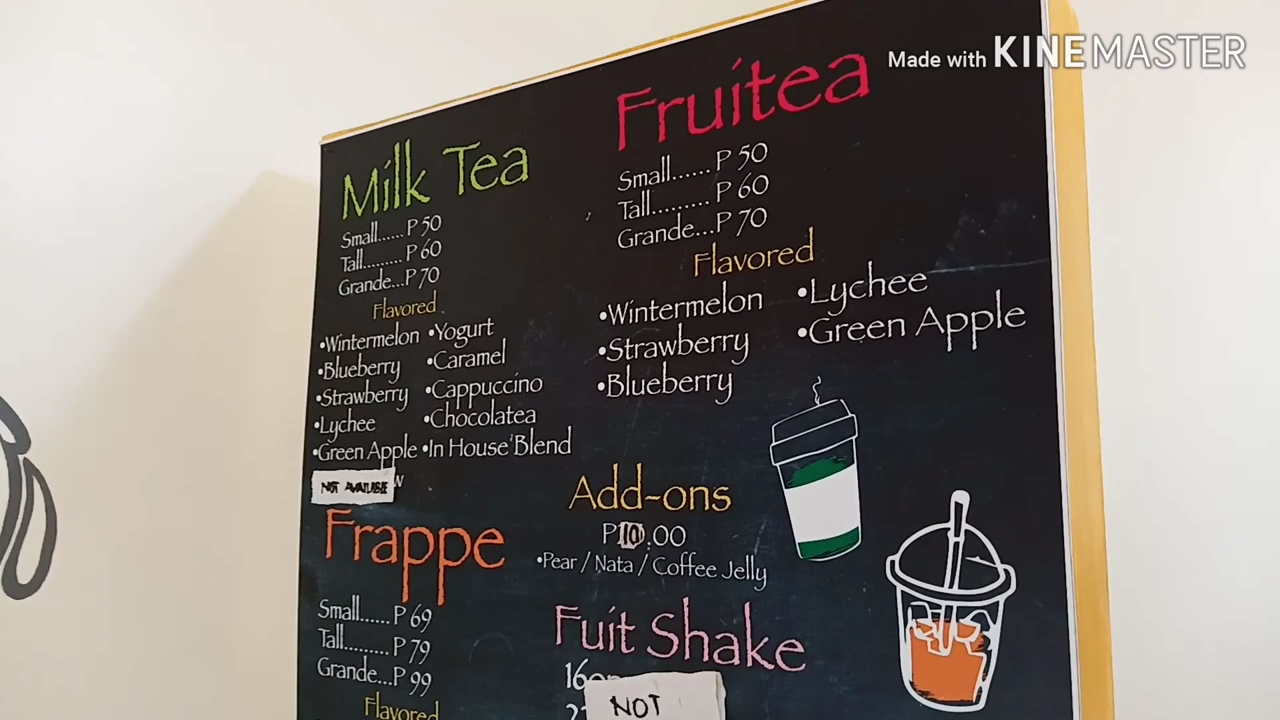 Made with KINEMASTER
Milk Tea
Small...... P 50
Tall......... P 60
Grande...P 70
Flavored
•Wintermelon •Yogurt
•Blueberry •Caramel
•Strawberry •Cappuccino
•Lychee •Chocolatea
•Green Apple •In House Blend
NOT AVAILABLE
Frappe
Small...... P 69
Tall......... P 79
Grande...P 99
Flavored
Fruitea
Small...... P 50
Tall......... P 60
Grande...P 70
Flavored
•Wintermelon •Lychee
•Strawberry •Green Apple
•Blueberry
Add-ons
P10.00
•Pear / Nata / Coffee Jelly
Fuit Shake
NOT